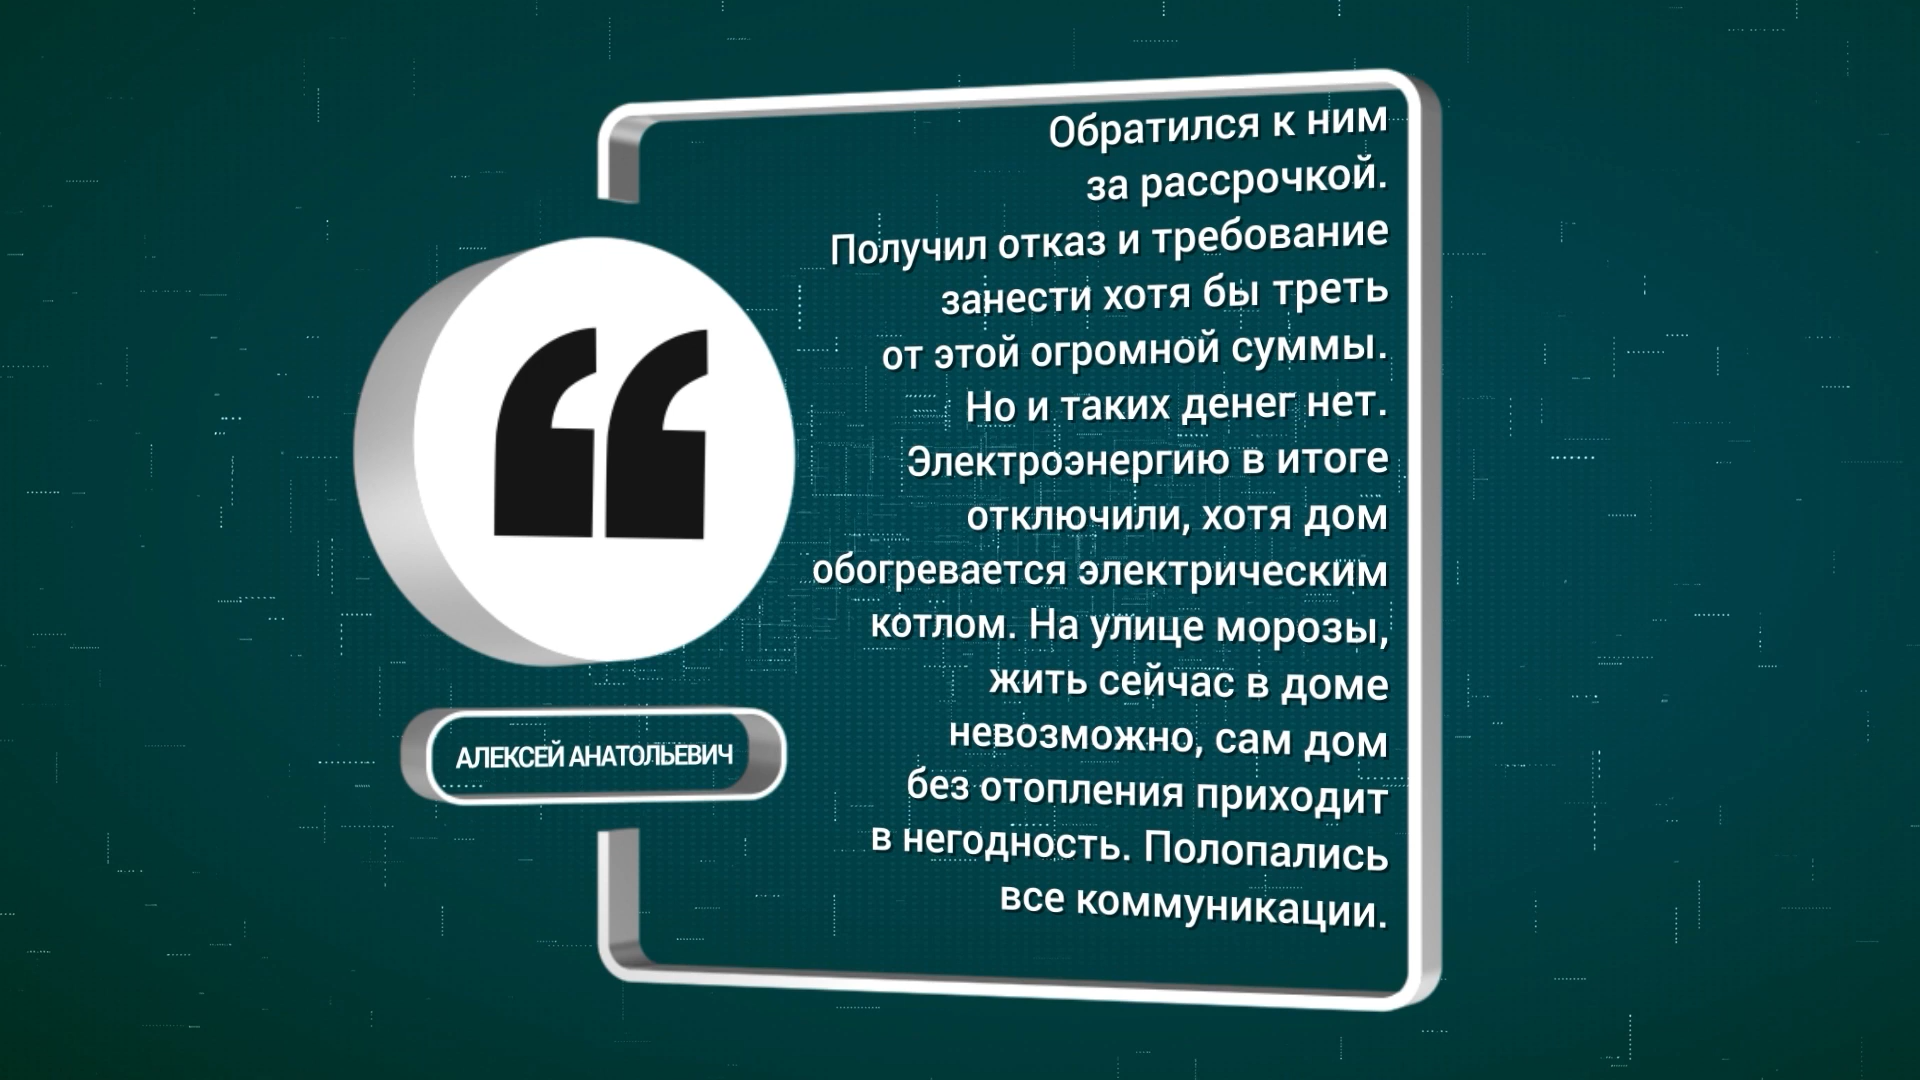 Обратился к ним
за рассрочкой.
Получил отказ и требование
занести хотя бы треть
от этой огромной суммы.
Но и таких денег нет.
Электроэнергию в итоге
отключили, хотя дом
обогревается электрическим
котлом. На улице морозы,
жить сейчас в доме
невозможно, сам дом
без отопления приходит
в негодность. Полопались
все коммуникации.
АЛЕКСЕЙ АНАТОЛЬЕВИЧ